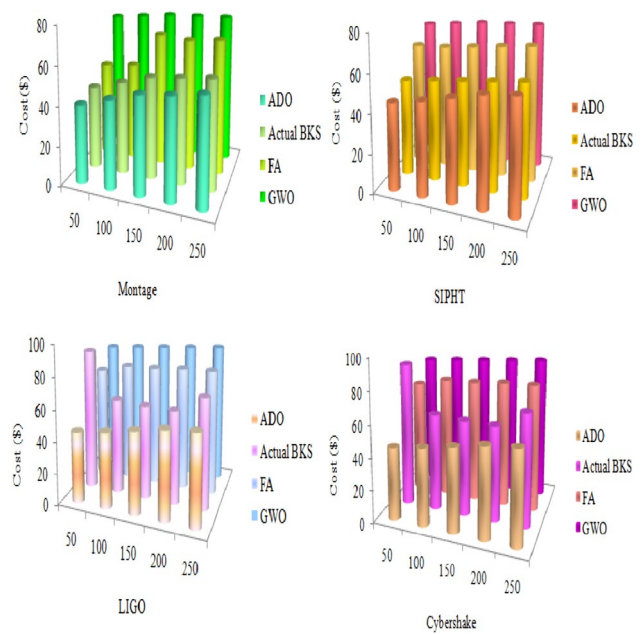 80
60
40
20
0
Cost($)
50
100
150
200
250
ADO
Actual BKS
FA
GWO
Montage
80
60
40
20
0
Cost ($)
50
100
150
200
250
ADO
Actual BKS
FA
GWO
SIPHT
100
80
60
40
20
0
Cost ($)
50
100
150
200
250
ADO
Actual BKS
FA
GWO
LIGO
100
80
60
40
20
0
Cost ($)
50
100
150
200
250
ADO
Actual BKS
FA
GWO
Cybershake